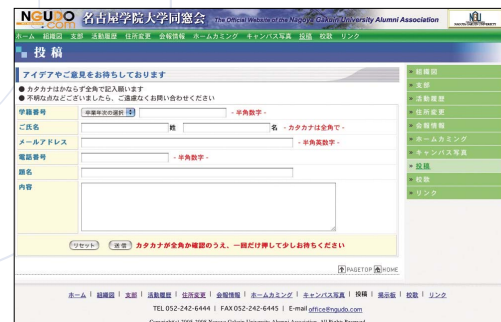 NGUDO.com 名古屋学院大学同窓会 The Official Website of the Nagoya Gakuin University Alumni Association NGU
ホーム 組織図 支部 活動履歴 住所変更 会報情報 ホームカミング キャンパス写真 投稿 校歌 リンク
投稿
アイデアやご意見をお待ちしております
● カタカナはかならず全角で記入願います
● 不明な点などございましたら、ご遠慮なくお問い合わせください
学籍番号 卒業年次の選択 - 半角数字 -
ご氏名 姓 名 - カタカナは全角で -
メールアドレス - 半角英数字 -
電話番号 - 半角数字 -
題名
内容
リセット 送信 カタカナが全角か確認のうえ、一回だけ押して少しお待ちください
PAGETOP HOME
組織図
支部
活動履歴
住所変更
会報情報
ホームカミング
キャンパス写真
投稿
校歌
リンク
ホーム | 組織図 | 支部 | 活動履歴 | 住所変更 | 会報情報 | ホームカミング | キャンパス写真 | 投稿 | 掲示板 | 校歌 | リンク
TEL 052-242-6444 | FAX 052-242-6445 | E-mail office@ngudo.com